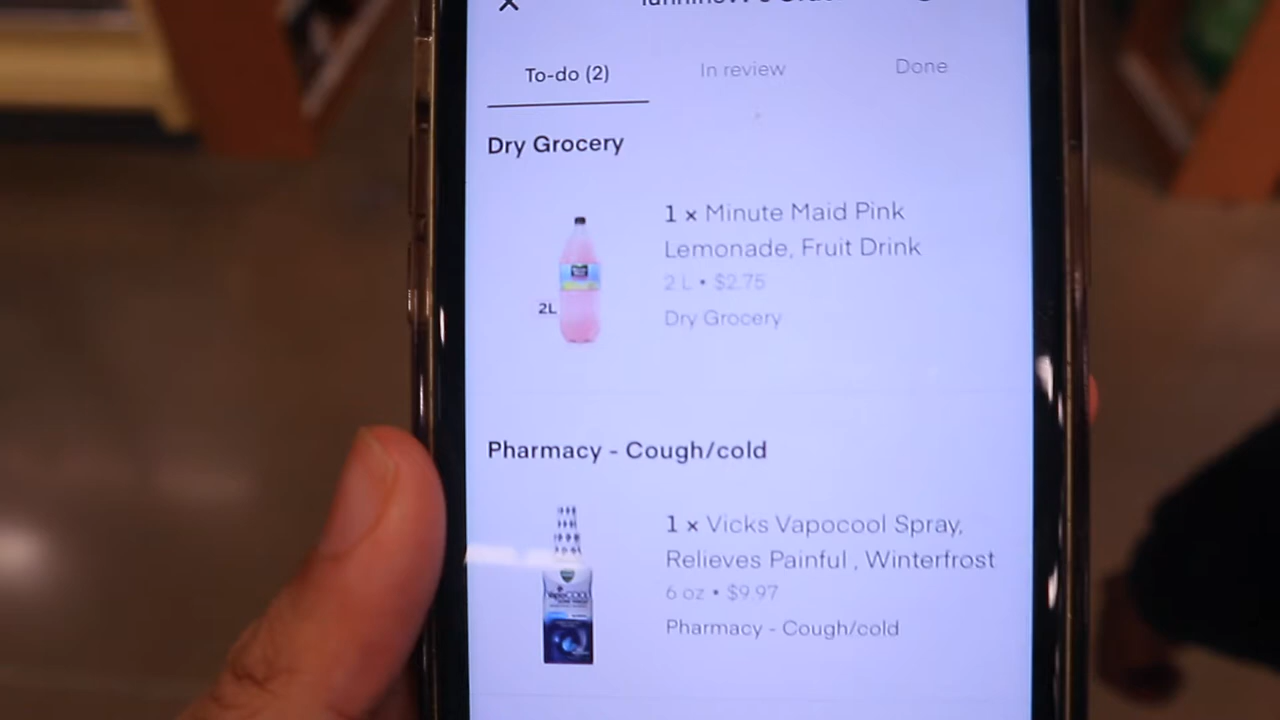 To-do (2)
In review
Done
Dry Grocery
2L
1 x Minute Maid Pink
Lemonade, Fruit Drink
2 L • $2.75
Dry Grocery
Pharmacy - Cough/cold
1 x Vicks Vapocool Spray,
Relieves Painful , Winterfrost
6 oz • $9.97
Pharmacy - Cough/cold
VapoCOOL